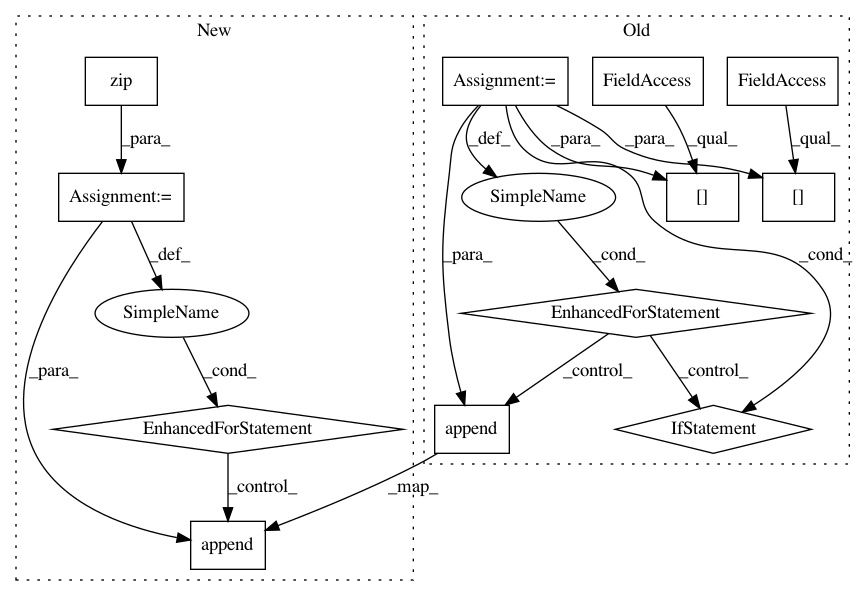 New
Old
zip
Assignment:=
FieldAccess
FieldAccess
_para_
_def_
_para_
_para_
_qual_
_qual_
Assignment:=
SimpleName
[]
[]
_def_
_para_
_cond_
_cond_
SimpleName
EnhancedForStatement
_para_
_cond_
_control_
_control_
EnhancedForStatement
append
IfStatement
_control_
_map_
append